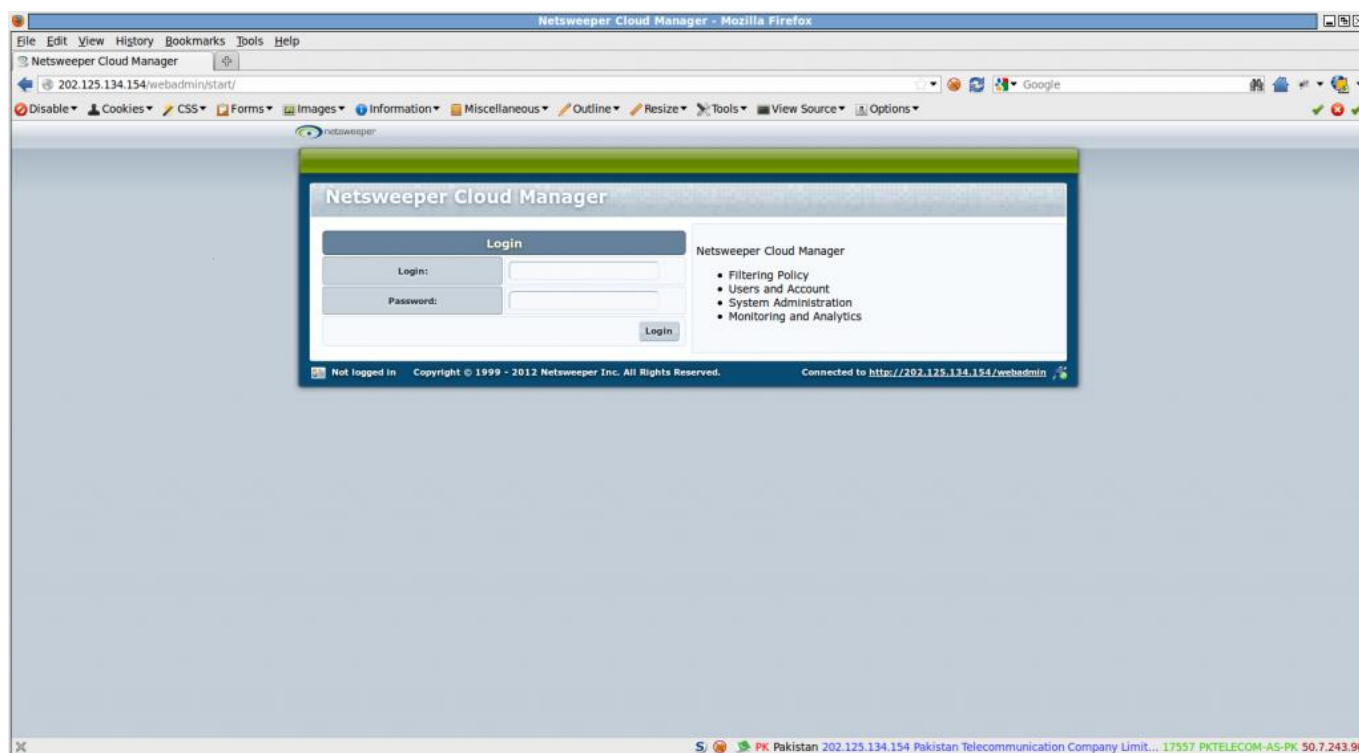 Netsweeper Cloud Manager - Mozilla Firefox
File Edit View History Bookmarks Tools Help
Netsweeper Cloud Manager
202.125.134.154/webadmin/start/
Google
Disable Cookies CSS Forms Images Information Miscellaneous Outline Resize Tools View Source Options
netsweeper
Netsweeper Cloud Manager
Login
Login:
Password:
Login
Netsweeper Cloud Manager
• Filtering Policy
• Users and Account
• System Administration
• Monitoring and Analytics
Not logged in Copyright © 1999 - 2012 Netsweeper Inc. All Rights Reserved. Connected to http://202.125.134.154/webadmin
PK Pakistan 202.125.134.154 Pakistan Telecommunication Company Limit... 17557 PKTELECOM-AS-PK